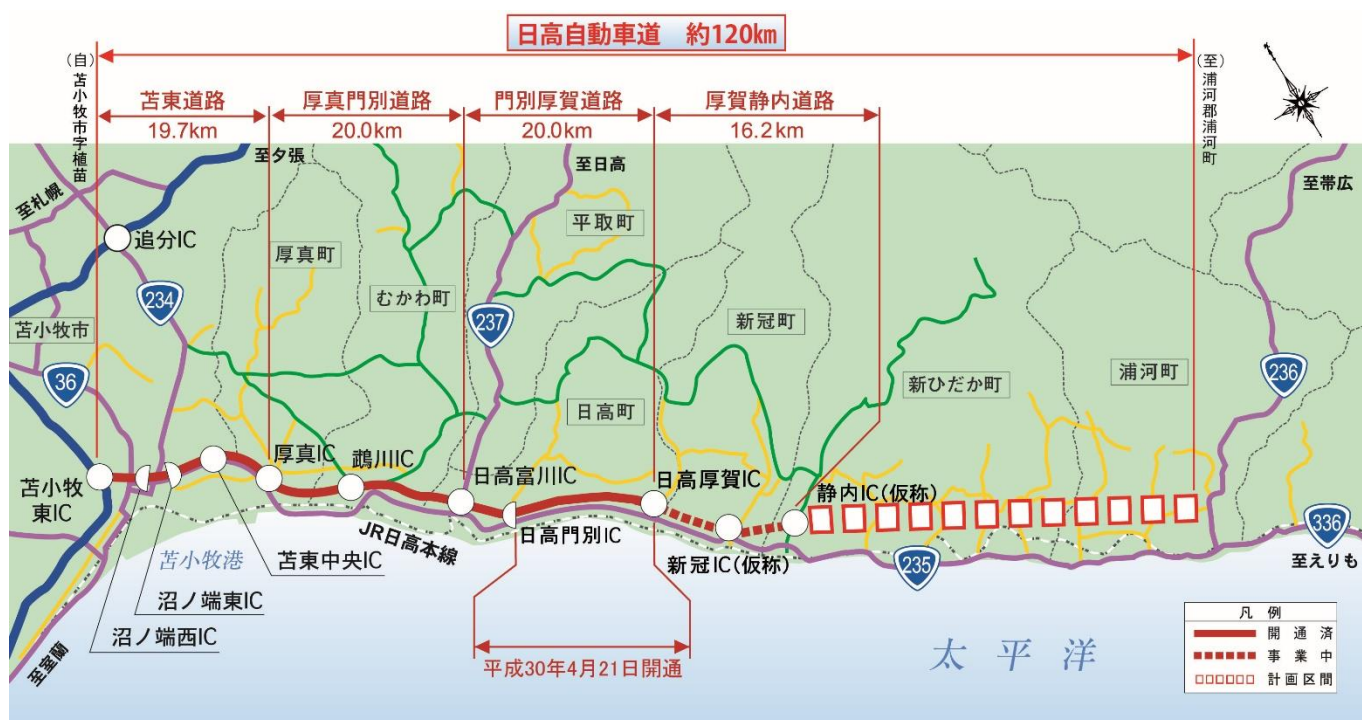 日高自動車道 約120km
(自)苫小牧市字植苗
(至)浦河郡浦河町
苫東道路
19.7km
厚真門別道路
20.0km
門別厚賀道路
20.0km
厚賀静内道路
16.2km
至夕張
至日高
至帯広
至札幌
追分IC
平取町
厚真町
むかわ町
234
237
新冠町
苫小牧市
36
新ひだか町
浦河町
236
日高町
苫小牧
東IC
厚真IC
鵡川IC
日高富川IC
日高厚賀IC
静内IC(仮称)
JR日高本線
日高門別IC
新冠IC(仮称)
235
336
至えりも
苫小牧港
苫東中央IC
沼ノ端東IC
沼ノ端西IC
至室蘭
平成30年4月21日開通
太平洋
凡例
開通済
事業中
計画区間